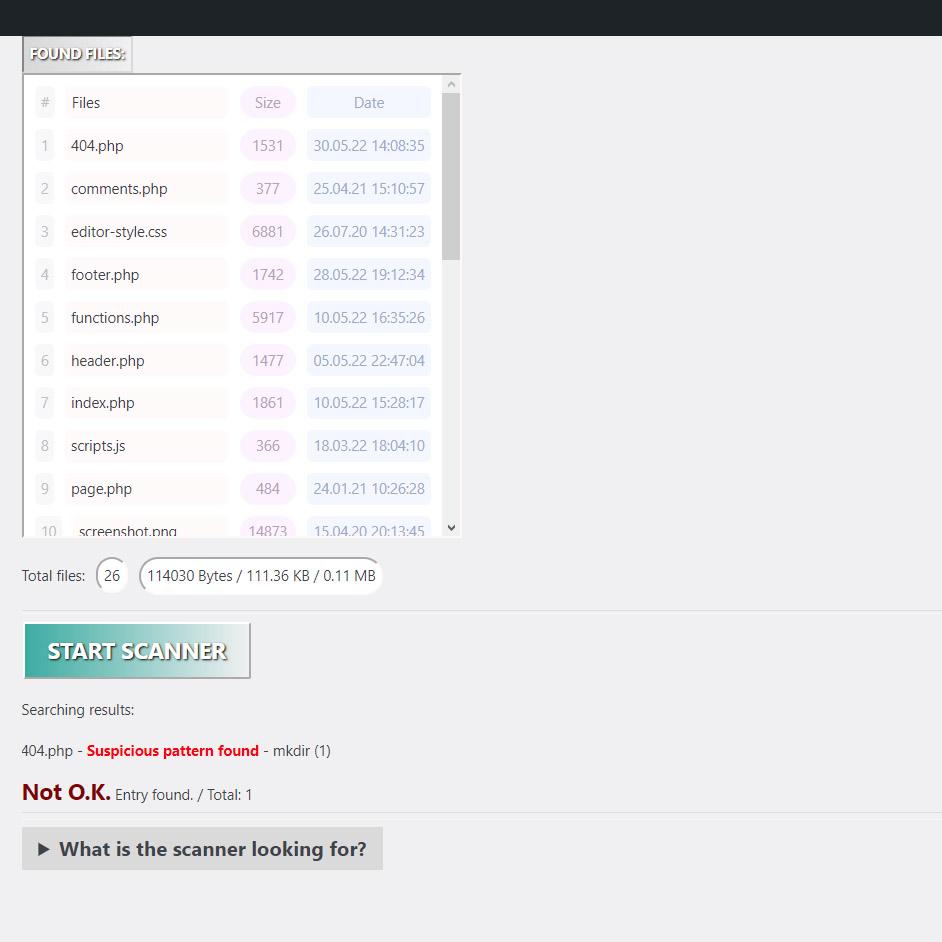 FOUND FILES:
# Files Size Date
1 404.php 1531 30.05.22 14:08:35
2 comments.php 377 25.04.21 15:10:57
3 editor-style.css 6881 26.07.20 14:31:23
4 footer.php 1742 28.05.22 19:12:34
5 functions.php 5917 10.05.22 16:35:26
6 header.php 1477 05.05.22 22:47:04
7 index.php 1861 10.05.22 15:28:17
8 scripts.js 366 18.03.22 18:04:10
9 page.php 484 24.01.21 10:26:28
10 screenshot.png 14873 15.04.20 20:13:45
Total files: 26 114030 Bytes / 111.36 KB / 0.11 MB
START SCANNER
Searching results:
404.php - Suspicious pattern found - mkdir (1)
Not O.K. Entry found. / Total: 1
► What is the scanner looking for?